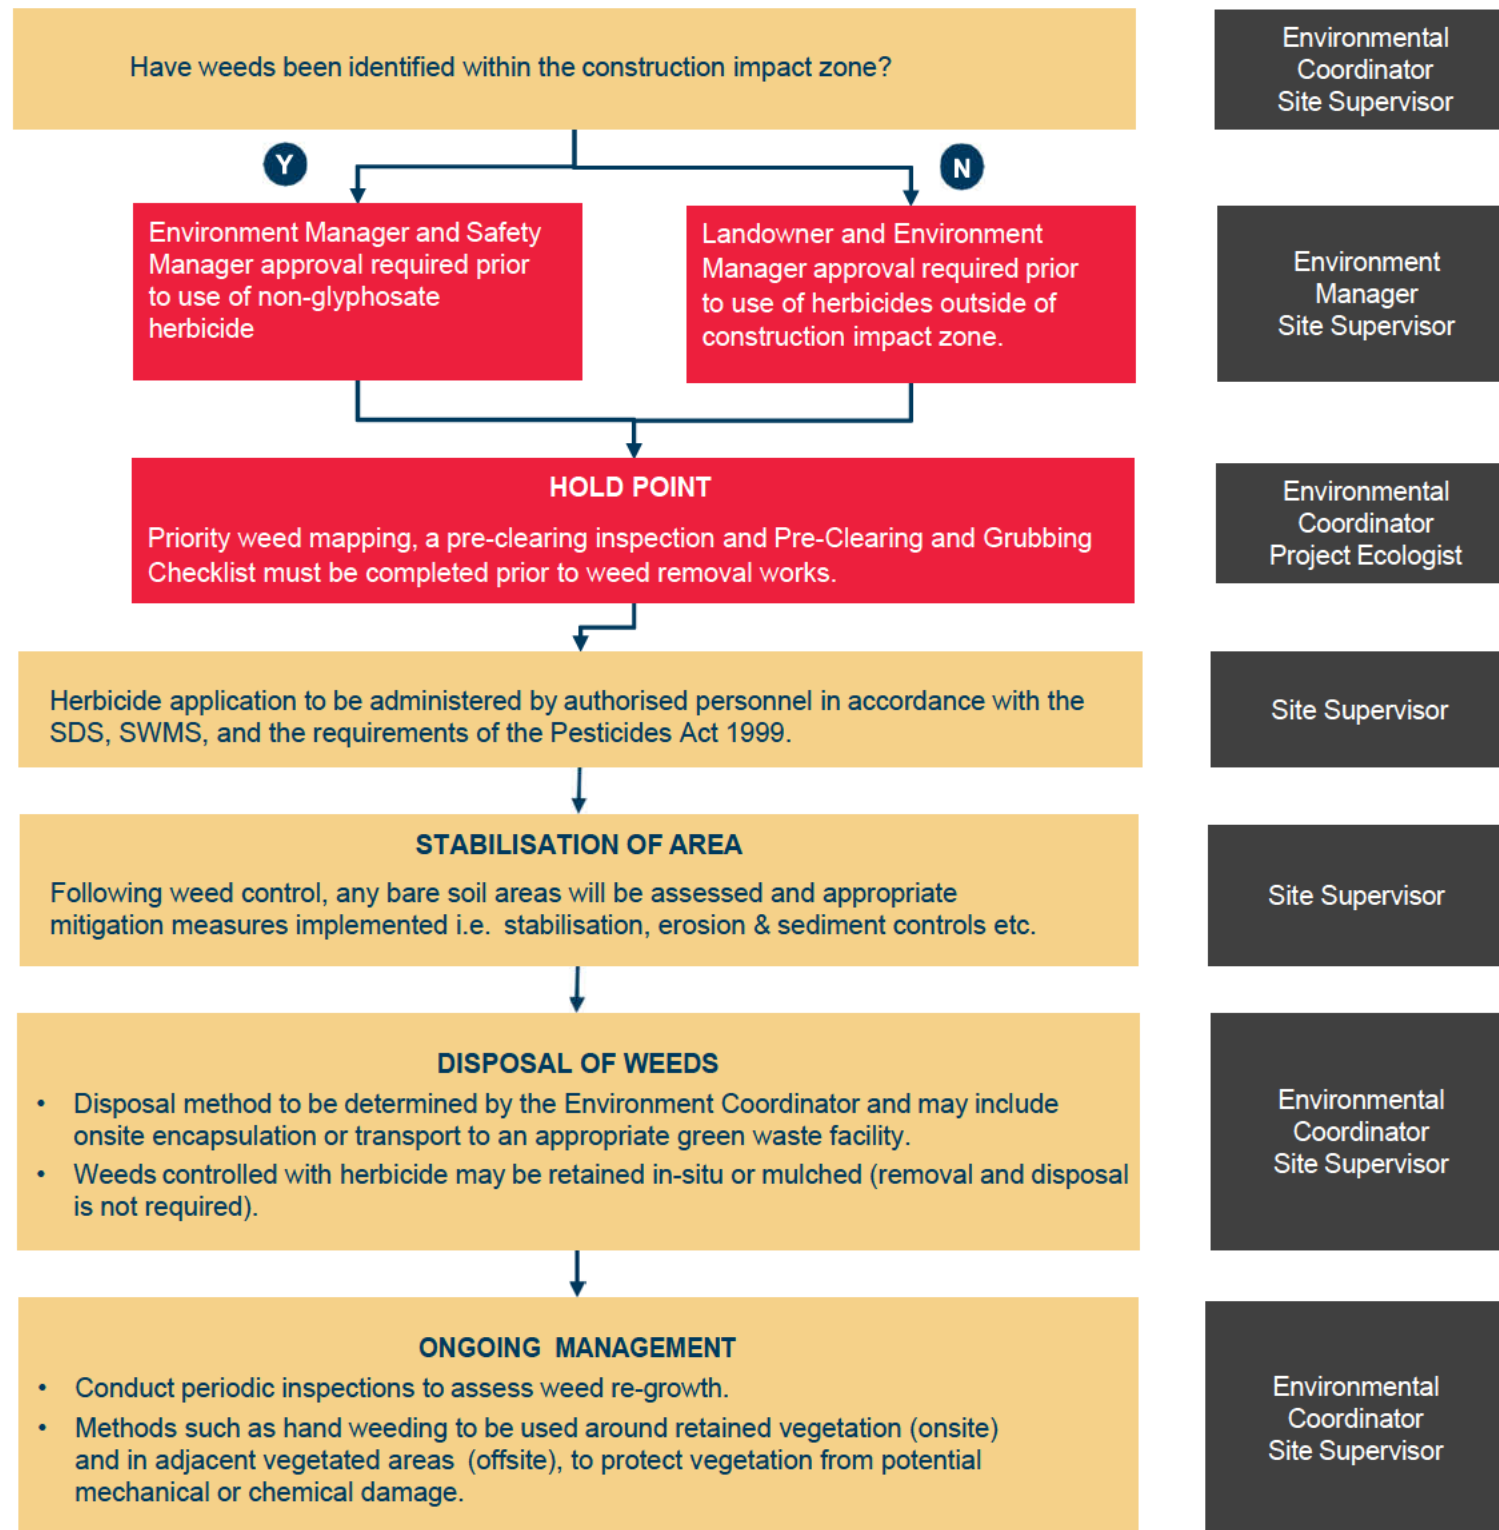 Have weeds been identified within the construction impact zone?
Environmental
Coordinator
Site Supervisor
Y
N
Environment Manager and Safety
Manager approval required prior
to use of non-glyphosate
herbicide
Landowner and Environment
Manager approval required prior
to use of herbicides outside of
construction impact zone.
Environment
Manager
Site Supervisor
HOLD POINT
Priority weed mapping, a pre-clearing inspection and Pre-Clearing and Grubbing
Checklist must be completed prior to weed removal works.
Environmental
Coordinator
Project Ecologist
Herbicide application to be administered by authorised personnel in accordance with the
SDS, SWMS, and the requirements of the Pesticides Act 1999.
Site Supervisor
STABILISATION OF AREA
Following weed control, any bare soil areas will be assessed and appropriate
mitigation measures implemented i.e. stabilisation, erosion & sediment controls etc.
Site Supervisor
DISPOSAL OF WEEDS
• Disposal method to be determined by the Environment Coordinator and may include
onsite encapsulation or transport to an appropriate green waste facility.
• Weeds controlled with herbicide may be retained in-situ or mulched (removal and disposal
is not required).
Environmental
Coordinator
Site Supervisor
ONGOING MANAGEMENT
• Conduct periodic inspections to assess weed re-growth.
• Methods such as hand weeding to be used around retained vegetation (onsite)
and in adjacent vegetated areas (offsite), to protect vegetation from potential
mechanical or chemical damage.
Environmental
Coordinator
Site Supervisor